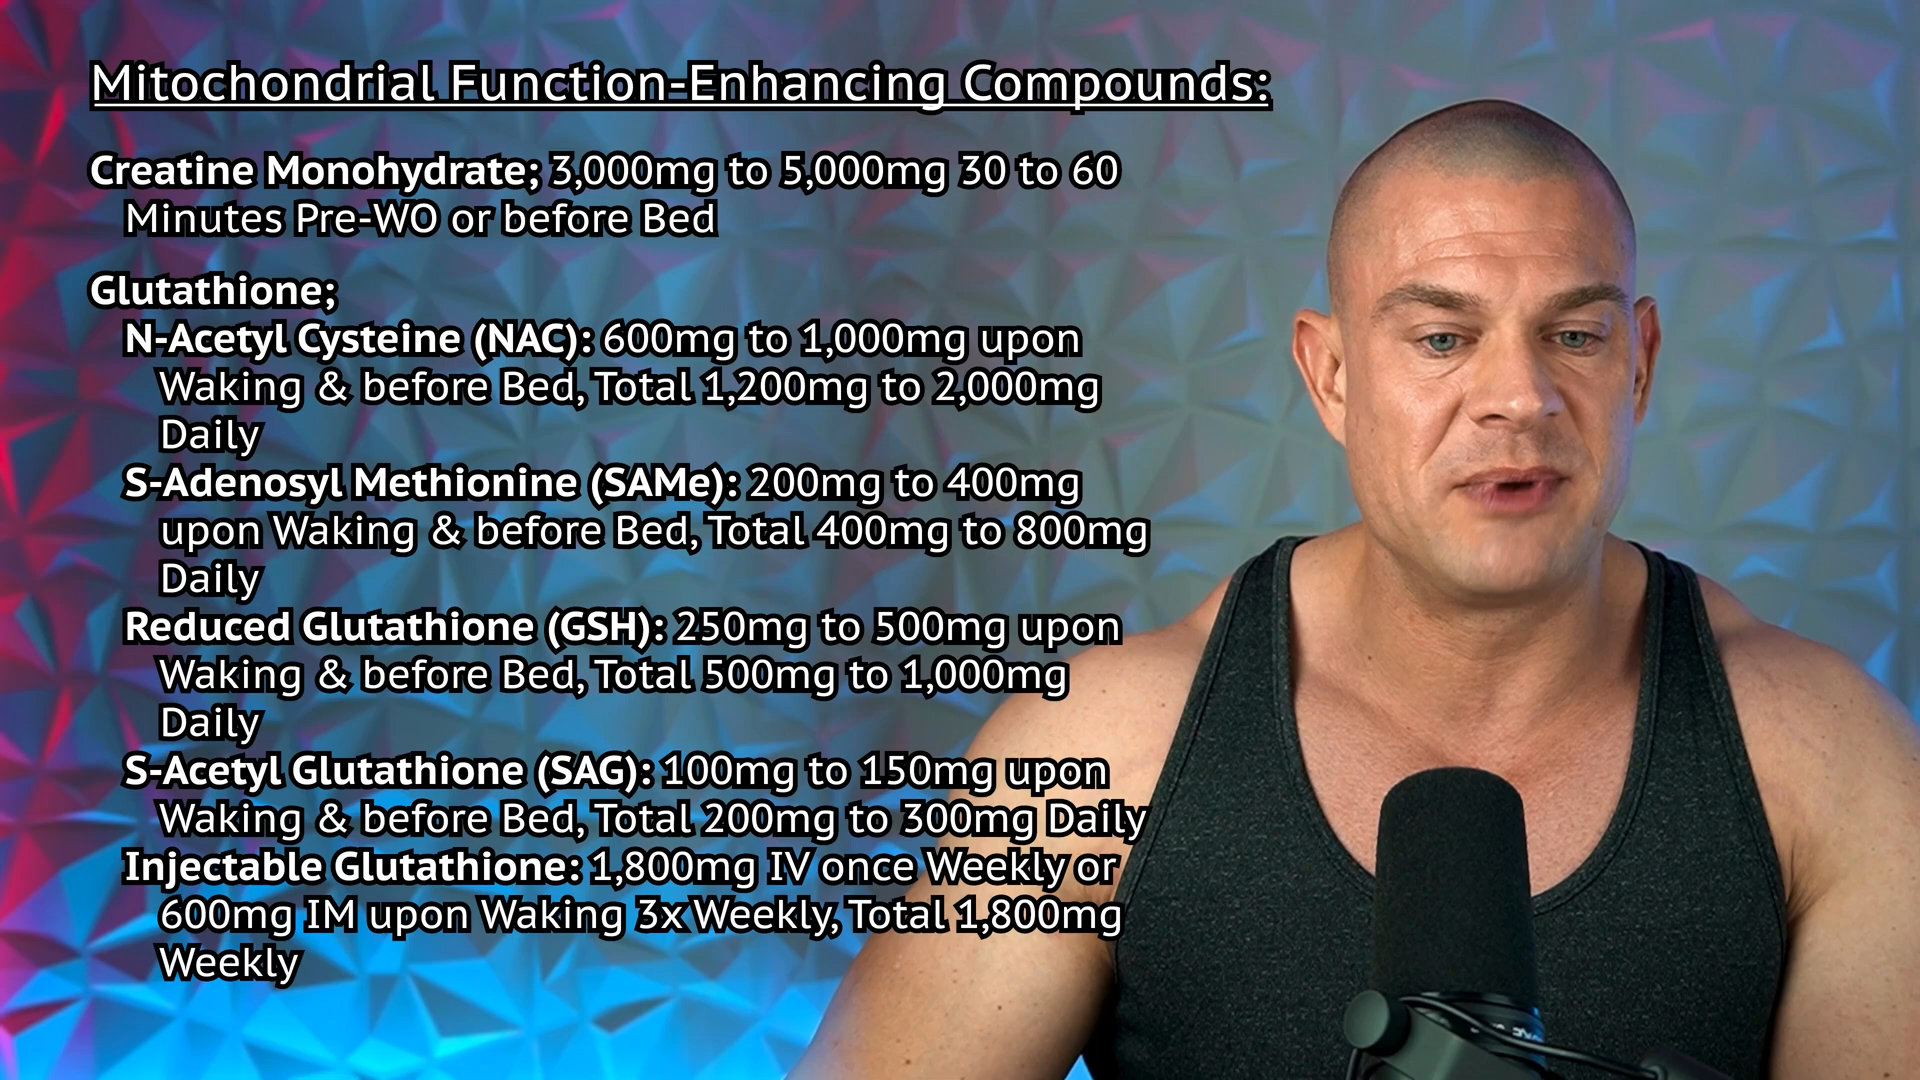 Mitochondrial Function-Enhancing Compounds:
Creatine Monohydrate; 3,000mg to 5,000mg 30 to 60
Minutes Pre-WO or before Bed
Glutathione;
N-Acetyl Cysteine (NAC): 600mg to 1,000mg upon
Waking & before Bed, Total 1,200mg to 2,000mg
Daily
S-Adenosyl Methionine (SAMe): 200mg to 400mg
upon Waking & before Bed, Total 400mg to 800mg
Daily
Reduced Glutathione (GSH): 250mg to 500mg upon
Waking & before Bed, Total 500mg to 1,000mg
Daily
S-Acetyl Glutathione (SAG): 100mg to 150mg upon
Waking & before Bed, Total 200mg to 300mg Daily
Injectable Glutathione: 1,800mg IV once Weekly or
600mg IM upon Waking 3x Weekly, Total 1,800mg
Weekly